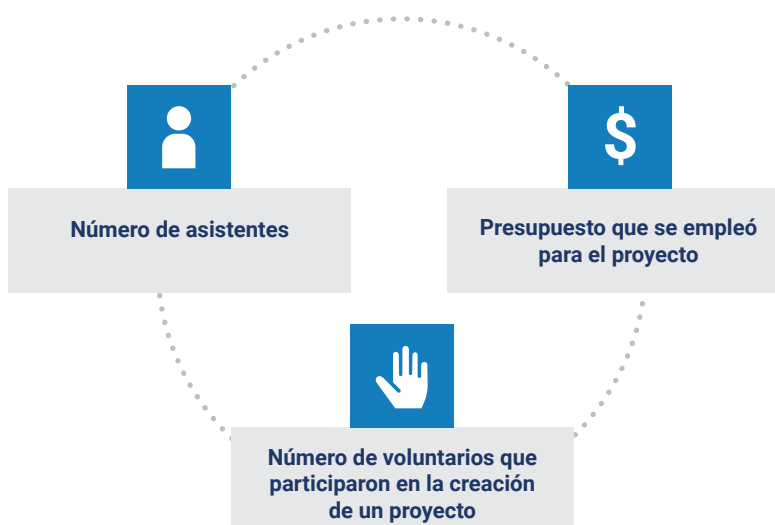 $
Número de asistentes
Presupuesto que se empleó
para el proyecto
Número de voluntarios que
participaron en la creación
de un proyecto